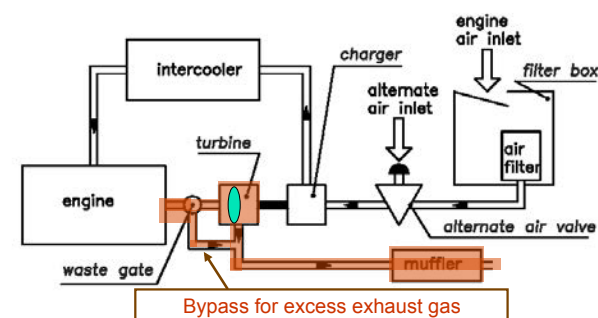 engine
air inlet
charger
filter box
intercooler
alternate
air inlet
turbine
air
filter
engine
alternate air valve
waste gate
muffler
Bypass for excess exhaust gas